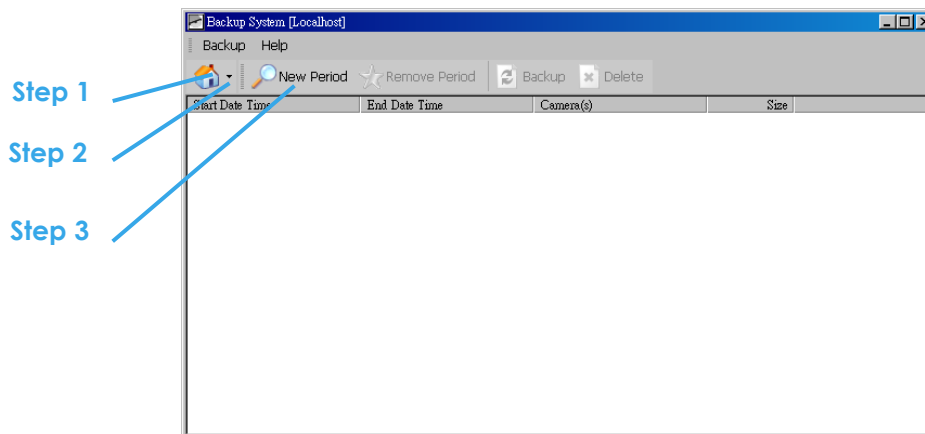 Backup System [Localhost]
Backup Help
New Period Remove Period Backup Delete
Start Date Time End Date Time Camera(s) Size
Step 1
Step 2
Step 3